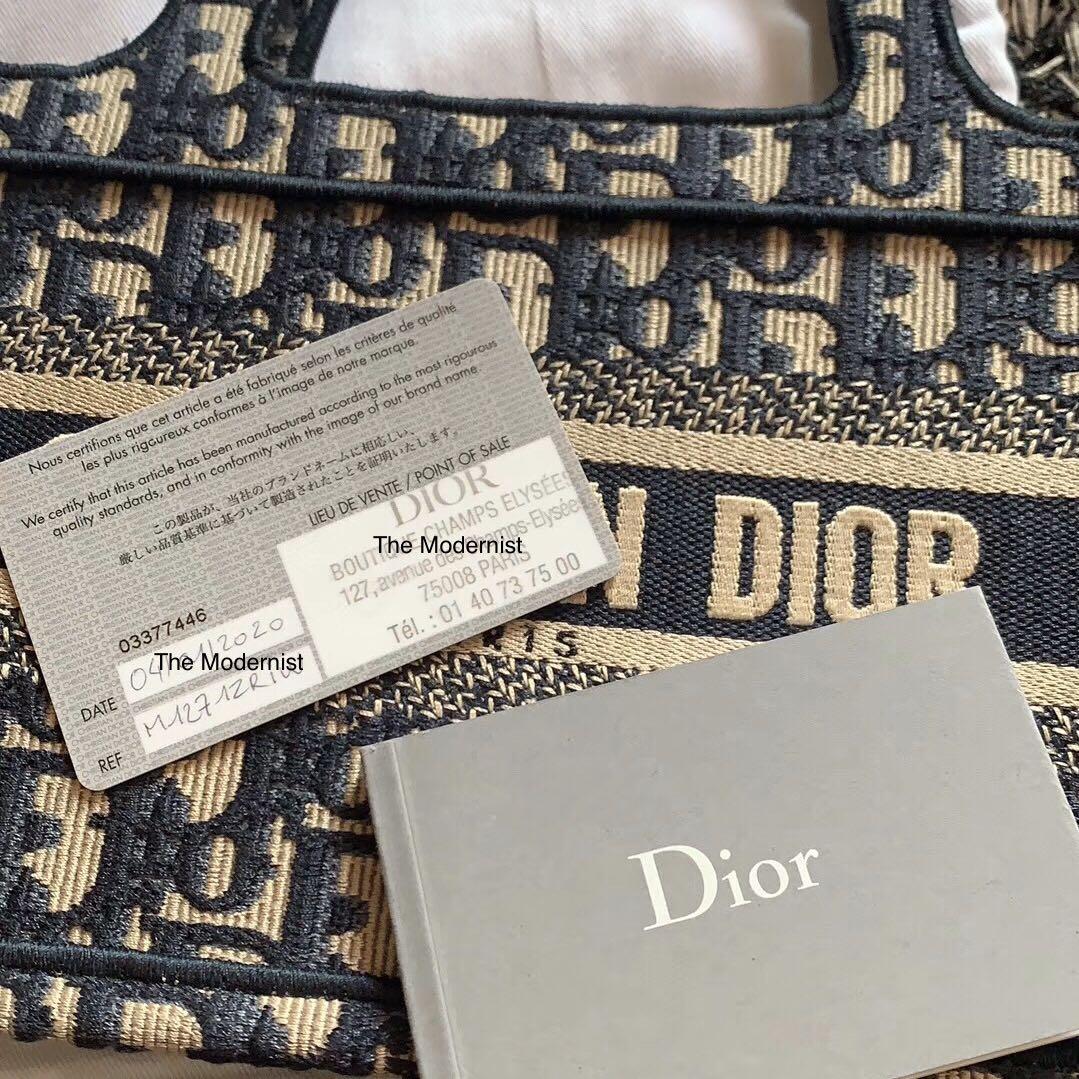 Nous certifions que cet article a été fabriqué selon les critères de qualité
les plus rigoureux conformes à l'image de notre marque.
We certify that this article has been manufactured according to the most rigourous
quality standards, and in conformity with the image of our brand name.
この製品が、当社のブランドネームに相応しい、
厳しい品質基準に基づいて製造されたことを証明いたします。
LIEU DE VENTE / POINT OF SALE
DIOR
CHAMPS ELYSÉES
127, avenue des Champs-Elysées
75008 PARIS
Tél. : 01 40 73 75 00
The Modernist
03377446
DATE 2020
The Modernist
REF M1271ZRIW
N DIOR
RIS
Dior